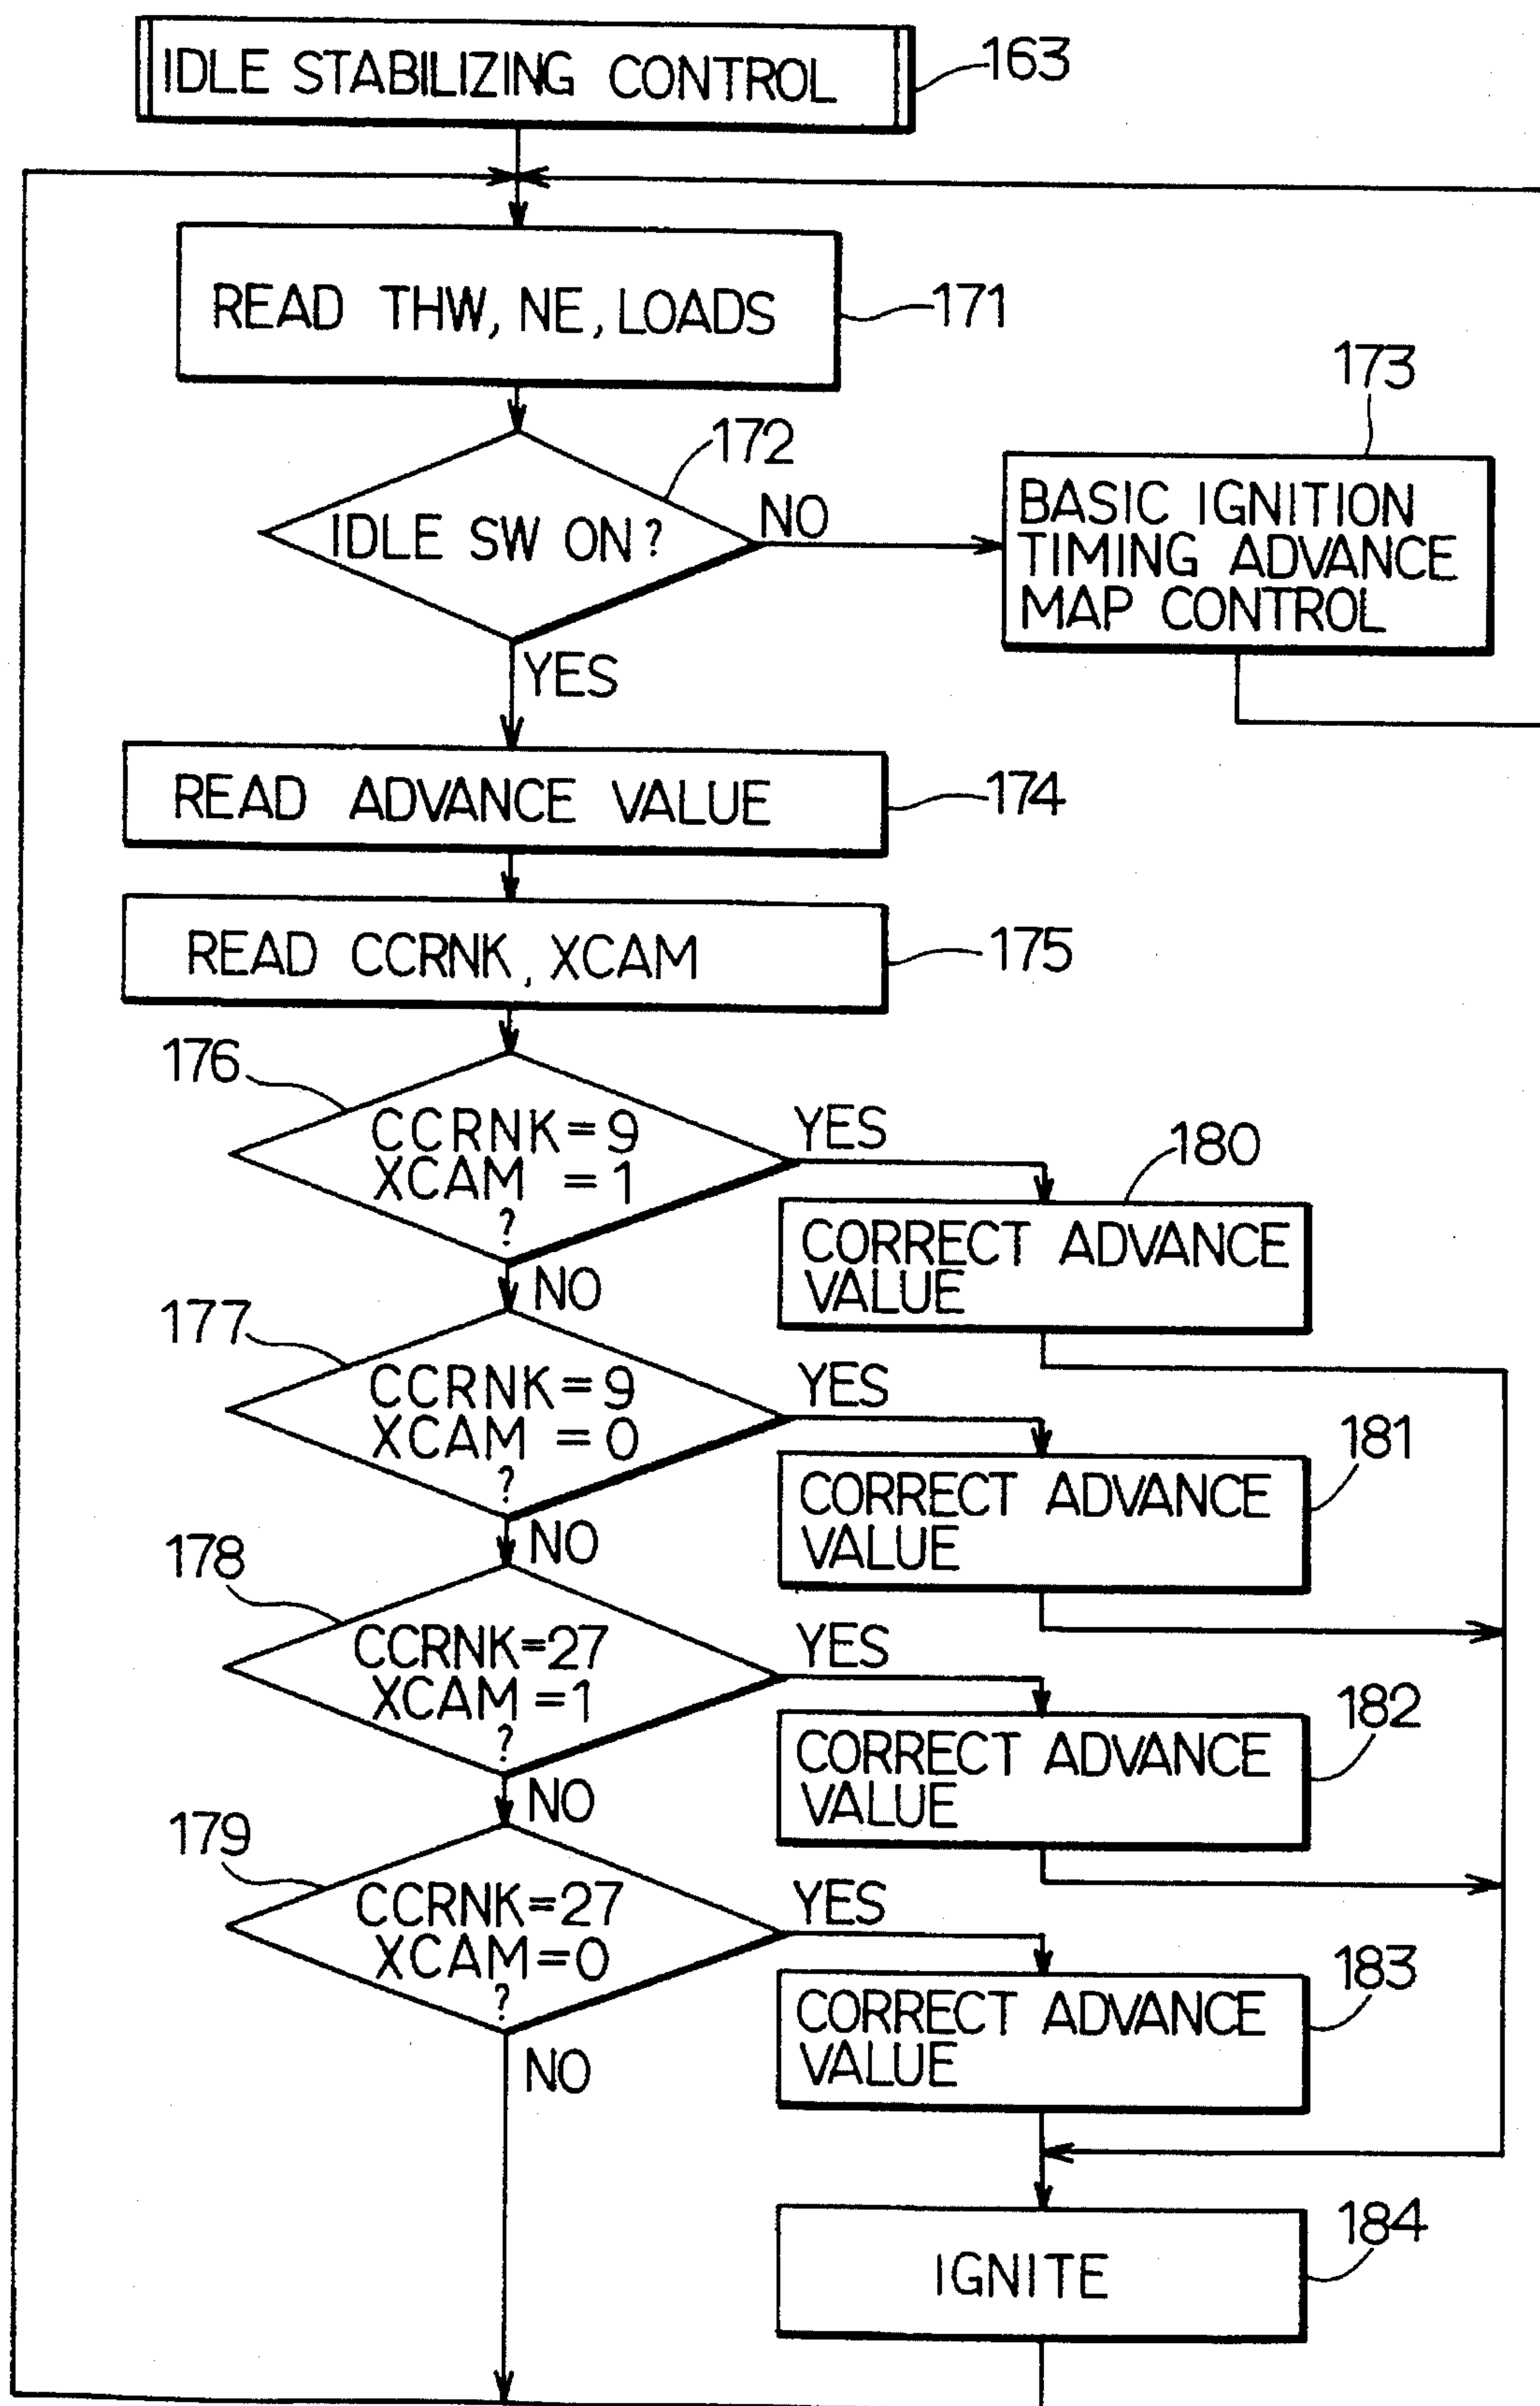 IDLE STABILIZING CONTROL
163
READ THW, NE, LOADS
171
173
172
IDLE SW ON?
NO
BASIC IGNITION
TIMING ADVANCE
MAP CONTROL
YES
READ ADVANCE VALUE
174
READ CCRNK, XCAM
175
176
CCRNK=9
XCAM =1
?
YES
180
CORRECT ADVANCE
VALUE
NO
177
CCRNK=9
XCAM =0
?
YES
181
CORRECT ADVANCE
VALUE
NO
178
CCRNK=27
XCAM=1
?
YES
182
CORRECT ADVANCE
VALUE
NO
179
CCRNK=27
XCAM=0
?
YES
183
CORRECT ADVANCE
VALUE
NO
184
IGNITE